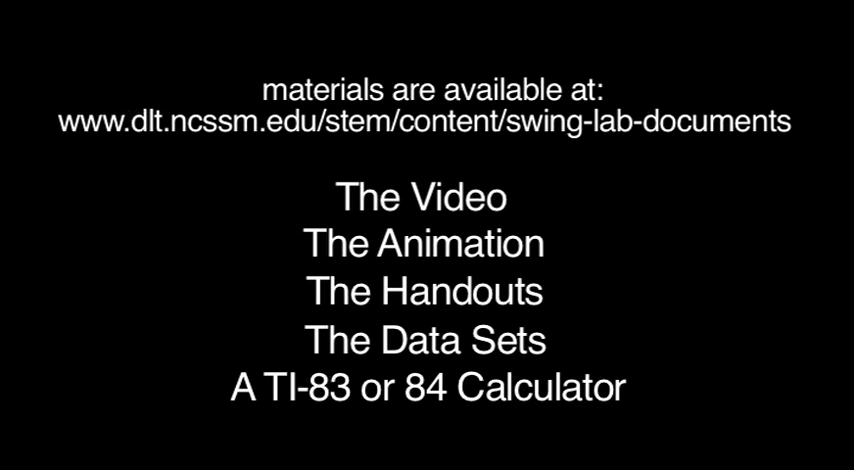 materials are available at:
www.dlt.ncssm.edu/stem/content/swing-lab-documents
The Video
The Animation
The Handouts
The Data Sets
A TI-83 or 84 Calculator